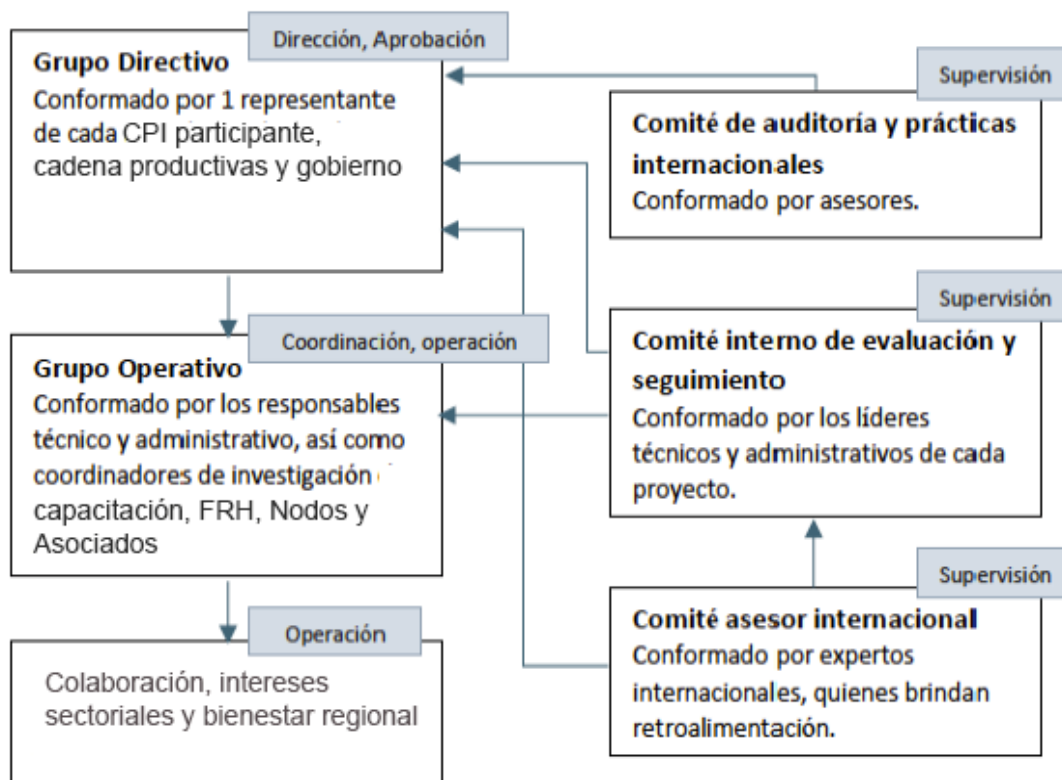 Dirección, Aprobación
Grupo Directivo
Conformado por 1 representante
de cada CPI participante,
cadena productivas y gobierno
Supervisión
Comité de auditoría y prácticas
internacionales
Conformado por asesores.
Coordinación, operación
Grupo Operativo
Conformado por los responsables
técnico y administrativo, así como
coordinadores de investigación
capacitación, FRH, Nodos y
Asociados
Supervisión
Comité interno de evaluación y
seguimiento
Conformado por los líderes
técnicos y administrativos de cada
proyecto.
Operación
Colaboración, intereses
sectoriales y bienestar regional
Supervisión
Comité asesor internacional
Conformado por expertos
internacionales, quienes brindan
retroalimentación.